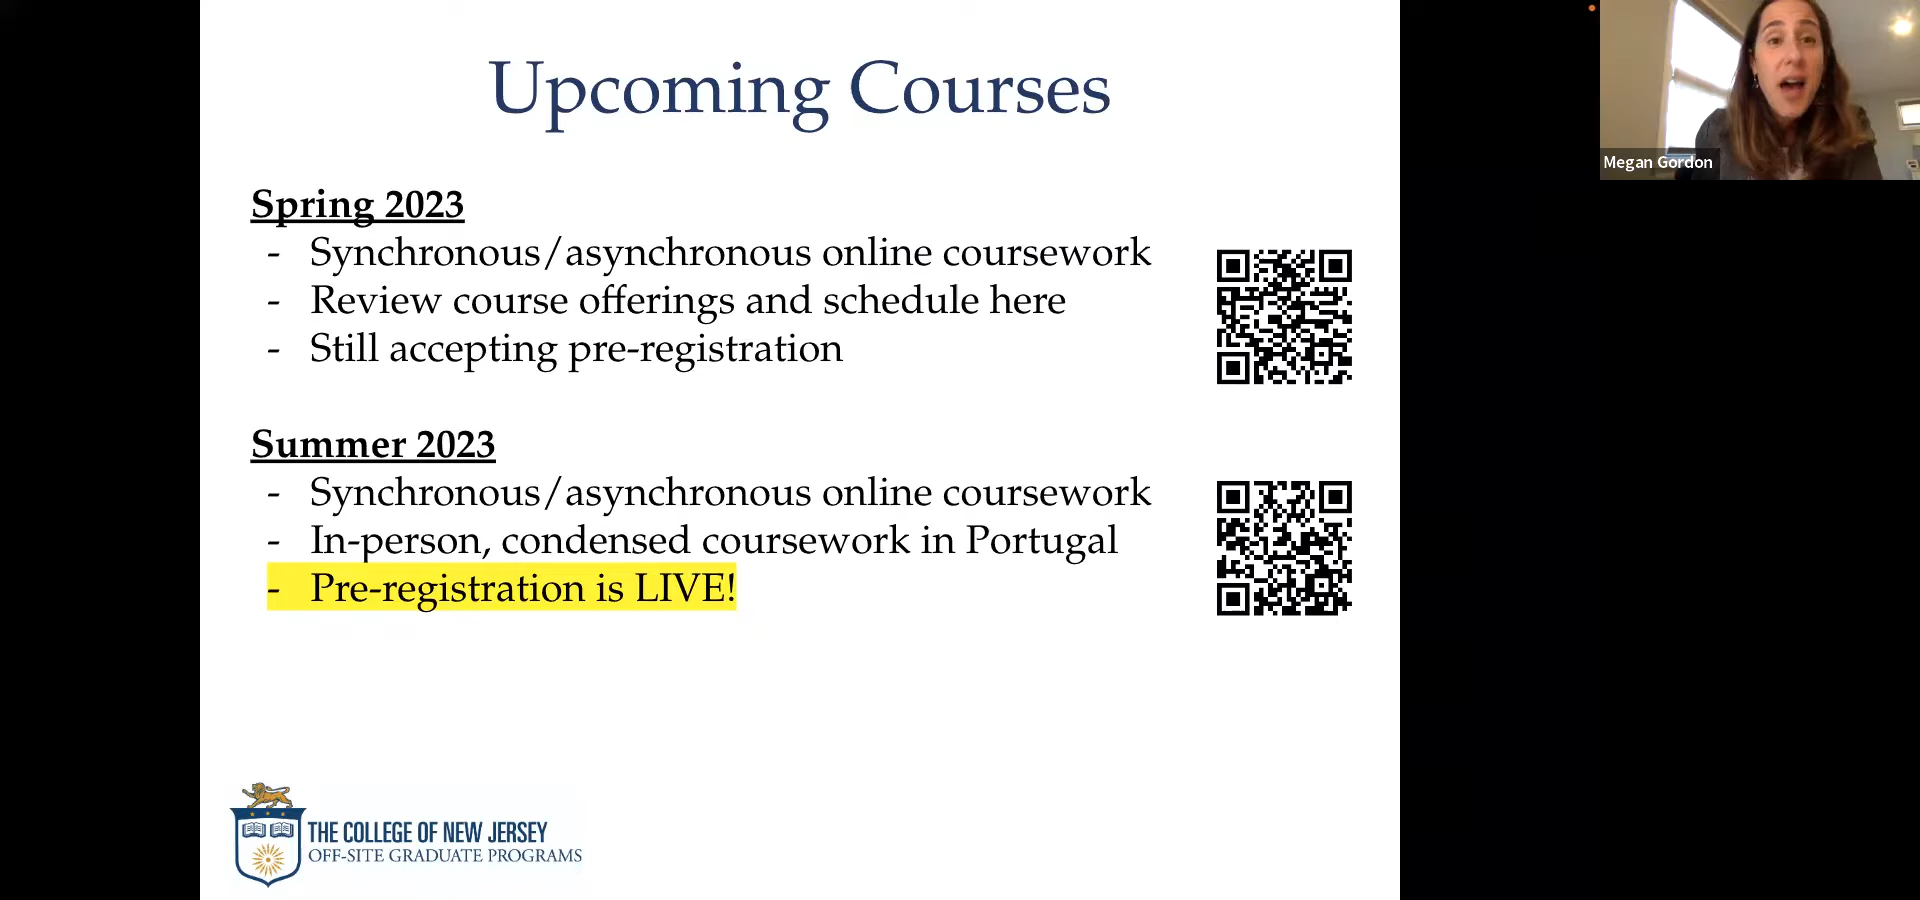 Upcoming Courses
Spring 2023
- Synchronous/asynchronous online coursework
- Review course offerings and schedule here
- Still accepting pre-registration
Summer 2023
- Synchronous/asynchronous online coursework
- In-person, condensed coursework in Portugal
- Pre-registration is LIVE!
THE COLLEGE OF NEW JERSEY
OFF-SITE GRADUATE PROGRAMS
Megan Gordon